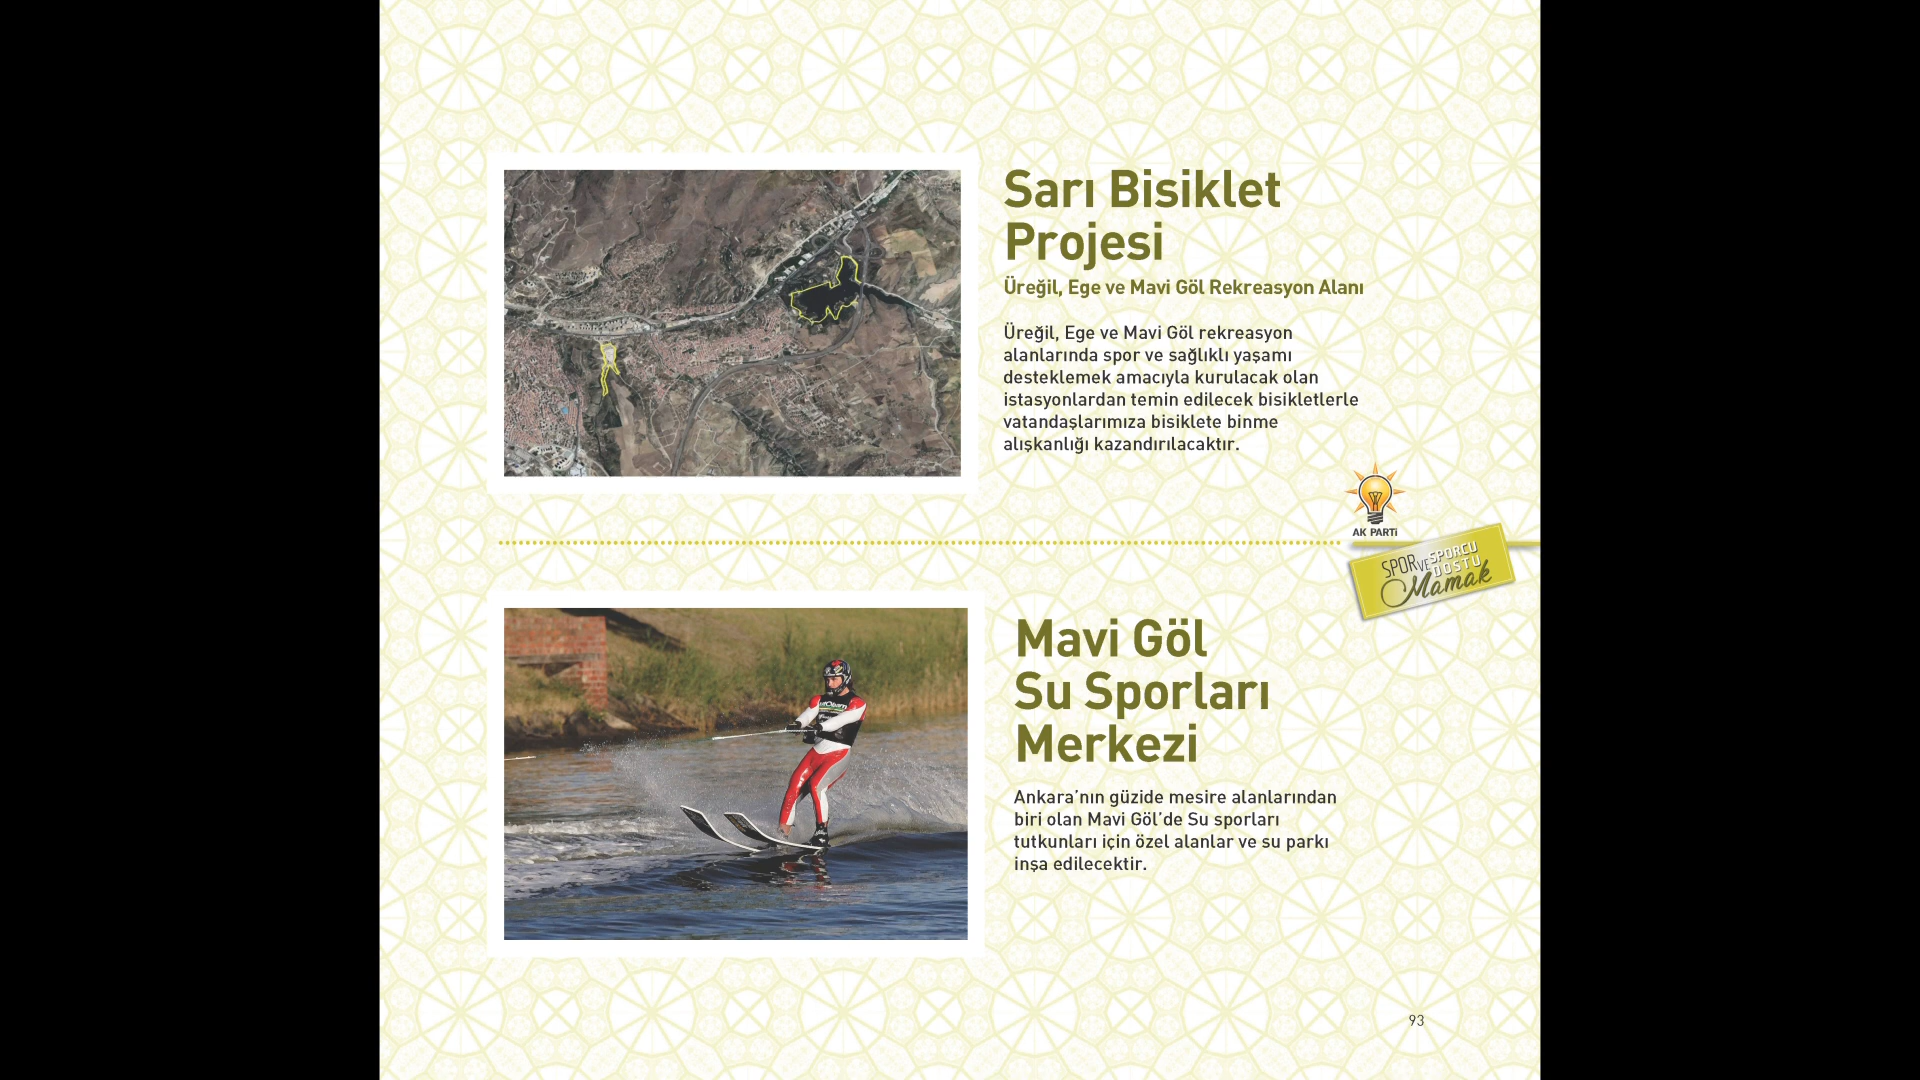 Sarı Bisiklet
Projesi
Üreğil, Ege ve Mavi Göl Rekreasyon Alanı
Üreğil, Ege ve Mavi Göl rekreasyon
alanlarında spor ve sağlıklı yaşamı
desteklemek amacıyla kurulacak olan
istasyonlardan temin edilecek bisikletlerle
vatandaşlarımıza bisiklete binme
alışkanlığı kazandırılacaktır.
AK PARTİ
SPOR VE SPORCU
DOSTU
Mamak
Mavi Göl
Su Sporları
Merkezi
Ankara’nın güzide mesire alanlarından
biri olan Mavi Göl’de Su sporları
tutkunları için özel alanlar ve su parkı
inşa edilecektir.
93